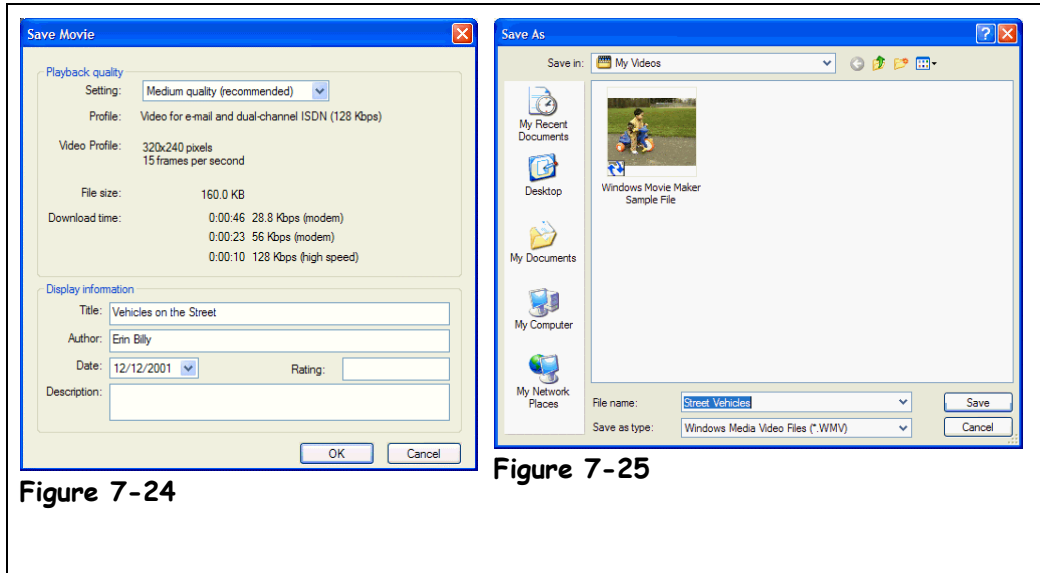 Save Movie
Playback quality
Setting: Medium quality (recommended)
Profile: Video for e-mail and dual-channel ISDN (128 Kbps)
Video Profile: 320x240 pixels
15 frames per second
File size: 160.0 KB
Download time: 0:00:46 28.8 Kbps (modem)
0:00:23 56 Kbps (modem)
0:00:10 128 Kbps (high speed)
Display information
Title: Vehicles on the Street
Author: Erin Billy
Date: 12/12/2001 Rating:
Description:
OK Cancel
Figure 7-24
Save As
Save in: My Videos
My Recent
Documents
Desktop
My Documents
My Computer
My Network
Places
Windows Movie Maker
Sample File
File name: Street Vehicles Save
Save as type: Windows Media Video Files (*.WMV) Cancel
Figure 7-25